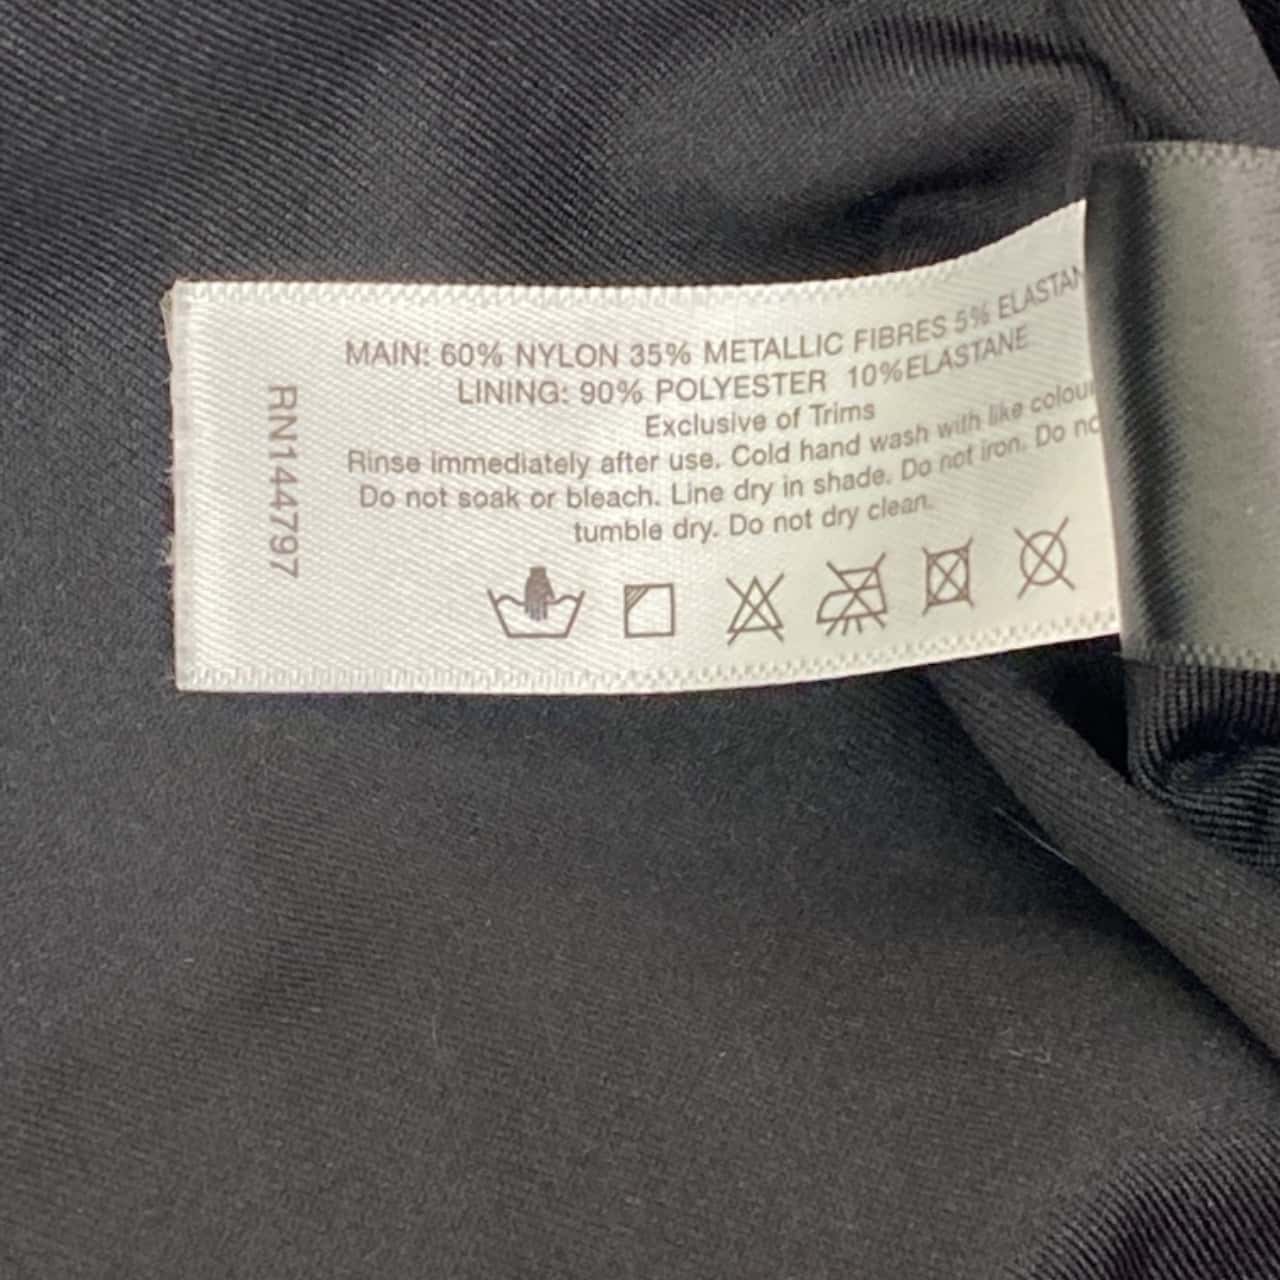 MAIN: 60% NYLON 35% METALLIC FIBRES 5% ELASTAN
LINING: 90% POLYESTER 10%ELASTANE
Exclusive of Trims
Rinse immediately after use. Cold hand wash with like colour
Do not soak or bleach. Line dry in shade. Do not iron. Do no
tumble dry. Do not dry clean.
RN144797